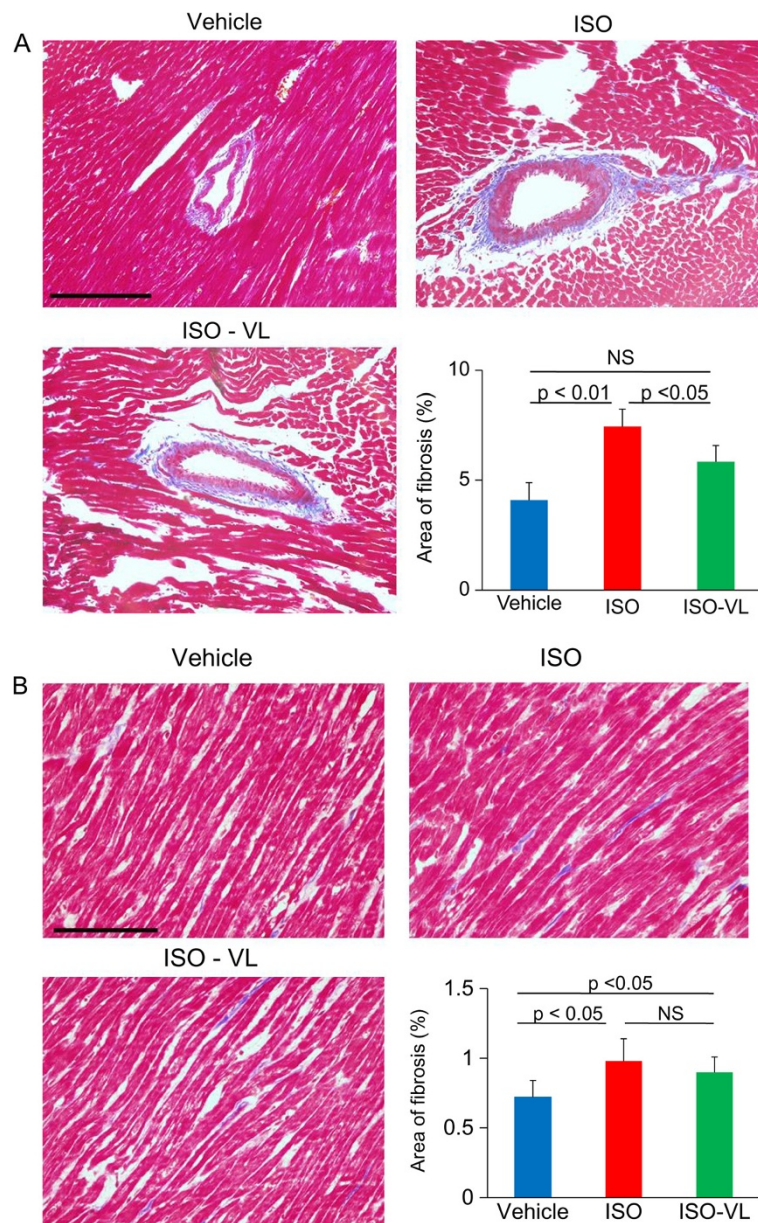 Vehicle
ISO
A
ISO - VL
10
NS
p < 0.01
p <0.05
5
Area of fibrosis (%)
0
Vehicle
ISO
ISO-VL
Vehicle
ISO
B
ISO - VL
1.5
p <0.05
p < 0.05
NS
1
Area of fibrosis (%)
0.5
0
Vehicle
ISO
ISO-VL